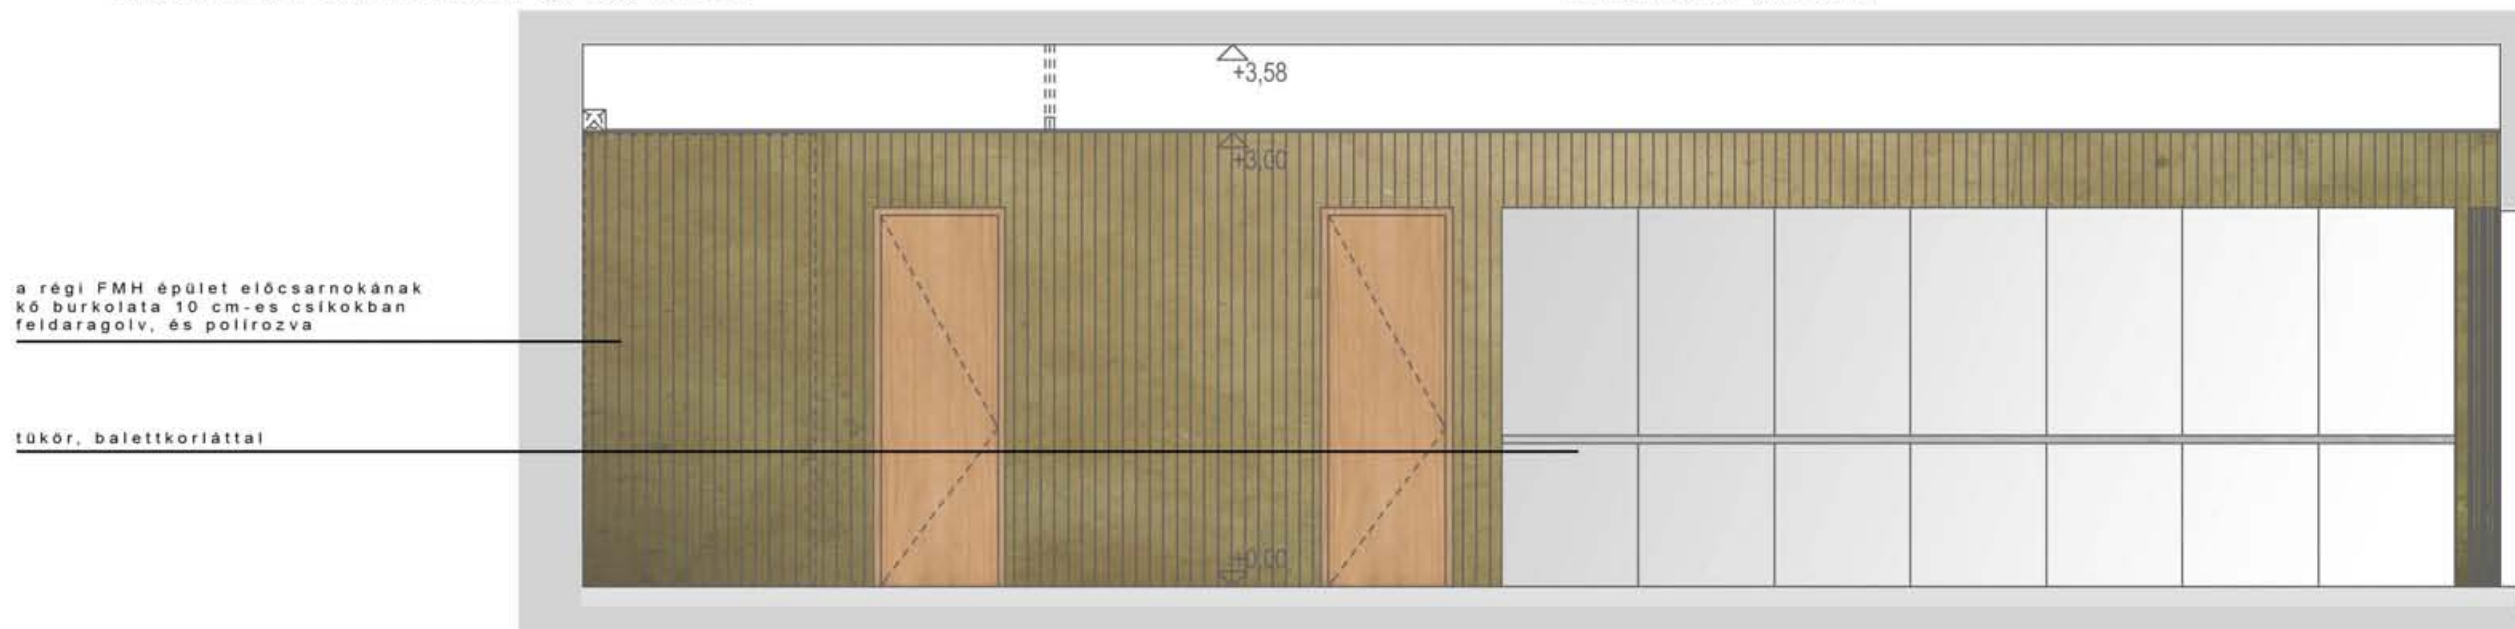 +3,58
+3,00
a régi FMH épület előcsarnokának
kő burkolata 10 cm-es csíkokban
feldaragolv, és polírozva
tükör, balettkorláttal
±0,00